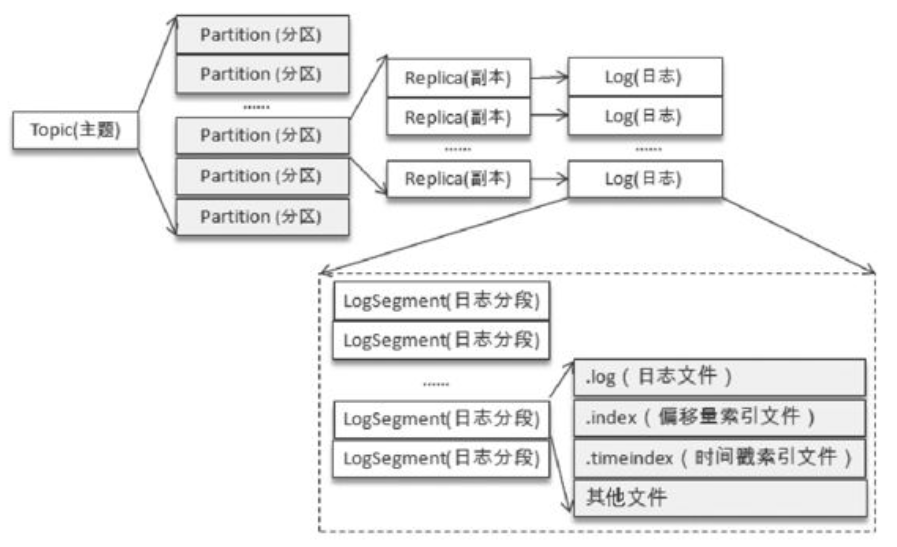 Topic(主题)
Partition (分区)
Partition (分区)
......
Partition (分区)
Partition (分区)
Partition (分区)
Replica(副本)
Replica(副本)
......
Replica(副本)
Log(日志)
Log(日志)
......
Log(日志)
LogSegment(日志分段)
LogSegment(日志分段)
......
LogSegment(日志分段)
LogSegment(日志分段)
.log（日志文件）
.index（偏移量索引文件）
.timeindex（时间戳索引文件）
其他文件